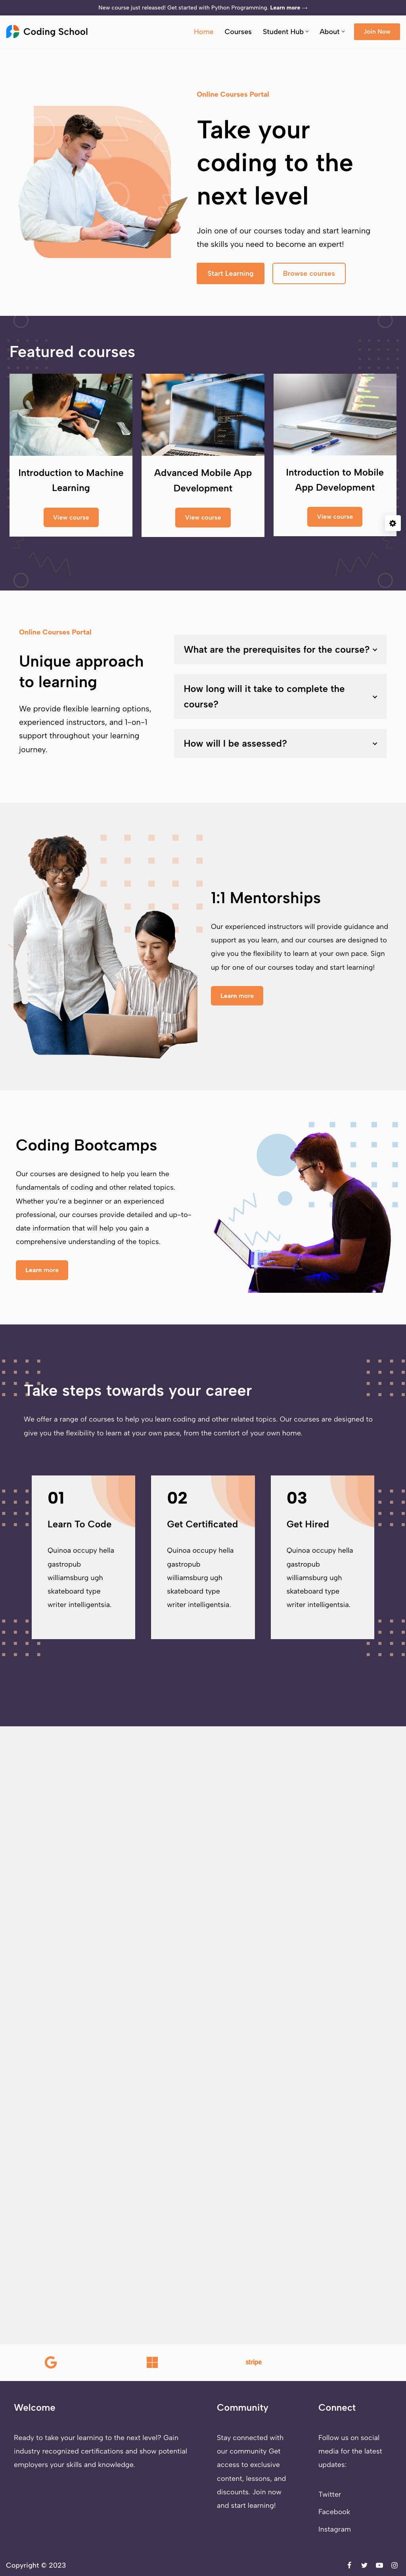 New course just released! Get started with Python Programming. Learn more →
Coding School
Home
Courses
Student Hub
About
Join Now
Online Courses Portal
Take your
coding to the
next level
Join one of our courses today and start learning
the skills you need to become an expert!
Start Learning
Browse courses
Featured courses
Introduction to Machine
Learning
View course
Advanced Mobile App
Development
View course
Introduction to Mobile
App Development
View course
Online Courses Portal
Unique approach
to learning
We provide flexible learning options,
experienced instructors, and 1-on-1
support throughout your learning
journey.
What are the prerequisites for the course?
How long will it take to complete the
course?
How will I be assessed?
1:1 Mentorships
Our experienced instructors will provide guidance and
support as you learn, and our courses are designed to
give you the flexibility to learn at your own pace. Sign
up for one of our courses today and start learning!
Learn more
Coding Bootcamps
Our courses are designed to help you learn the
fundamentals of coding and other related topics.
Whether you're a beginner or an experienced
professional, our courses provide detailed and up-to-
date information that will help you gain a
comprehensive understanding of the topics.
Learn more
Take steps towards your career
We offer a range of courses to help you learn coding and other related topics. Our courses are designed to
give you the flexibility to learn at your own pace, from the comfort of your own home.
01
Learn To Code
Quinoa occupy hella
gastropub
williamsburg ugh
skateboard type
writer intelligentsia.
02
Get Certificated
Quinoa occupy hella
gastropub
williamsburg ugh
skateboard type
writer intelligentsia.
03
Get Hired
Quinoa occupy hella
gastropub
williamsburg ugh
skateboard type
writer intelligentsia.
stripe
Welcome
Ready to take your learning to the next level? Gain
industry recognized certifications and show potential
employers your skills and knowledge.
Community
Stay connected with
our community Get
access to exclusive
content, lessons, and
discounts. Join now
and start learning!
Connect
Follow us on social
media for the latest
updates:
Twitter
Facebook
Instagram
Copyright © 2023